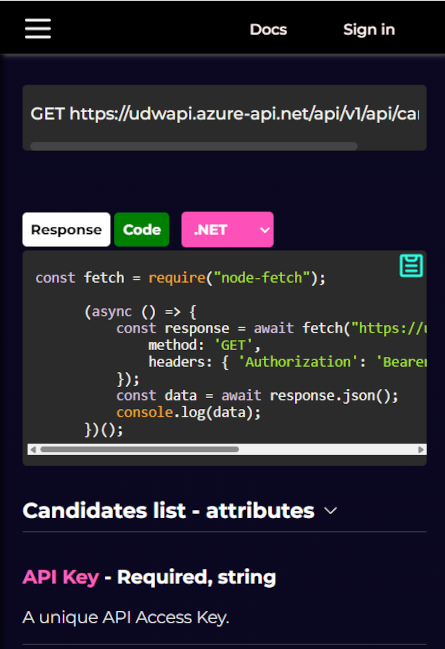 Docs Sign in
GET https://udwapi.azure-api.net/api/v1/api/ca
Response Code .NET
const fetch = require("node-fetch");
(async () => {
const response = await fetch("https://u
method: 'GET',
headers: { 'Authorization': 'Bearer
});
const data = await response.json();
console.log(data);
})();
Candidates list - attributes
API Key - Required, string
A unique API Access Key.